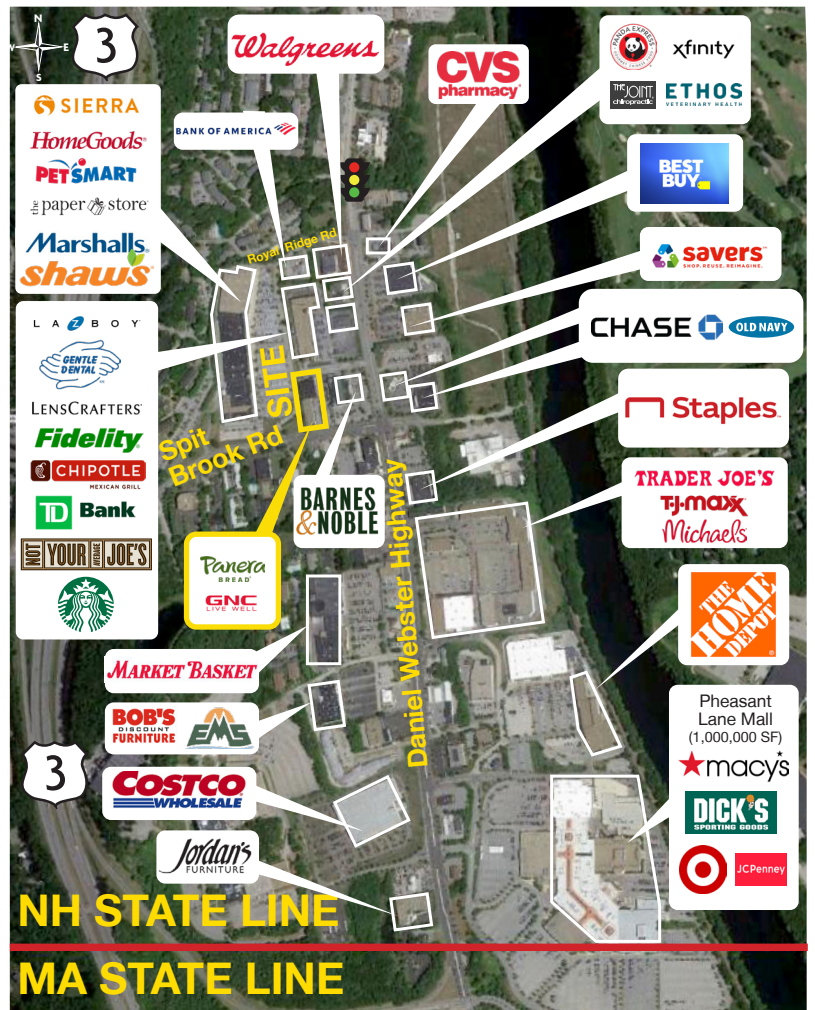 N
W
E
S
3
Walgreens
CVS
pharmacy
PANDA EXPRESS
xfinity
THE JOINT
chiropractic
ETHOS
VETERINARY HEALTH
SIERRA
HomeGoods
PETSMART
the paper store
Marshalls
Shaw's
BANK OF AMERICA
BEST
BUY
Royal Ridge Rd
savers
SHOP. REUSE. REIMAGINE.
CHASE
OLD NAVY
LA Z BOY
GENTLE
DENTAL
LENSCRAFTERS
Fidelity
CHIPOTLE
MEXICAN GRILL
TD Bank
NOT YOUR AVERAGE JOE'S
SITE
Spit
Brook Rd
Staples
BARNES
&NOBLE
TRADER JOE'S
T·J·maxx
Michaels
Daniel Webster Highway
Panera
BREAD
GNC
LIVE WELL
THE
HOME
DEPOT
MARKET BASKET
BOB'S
DISCOUNT
FURNITURE
EMS
3
COSTCO
WHOLESALE
Jordan's
FURNITURE
Pheasant
Lane Mall
(1,000,000 SF)
macy's
DICK'S
SPORTING GOODS
JCPenney
NH STATE LINE
MA STATE LINE